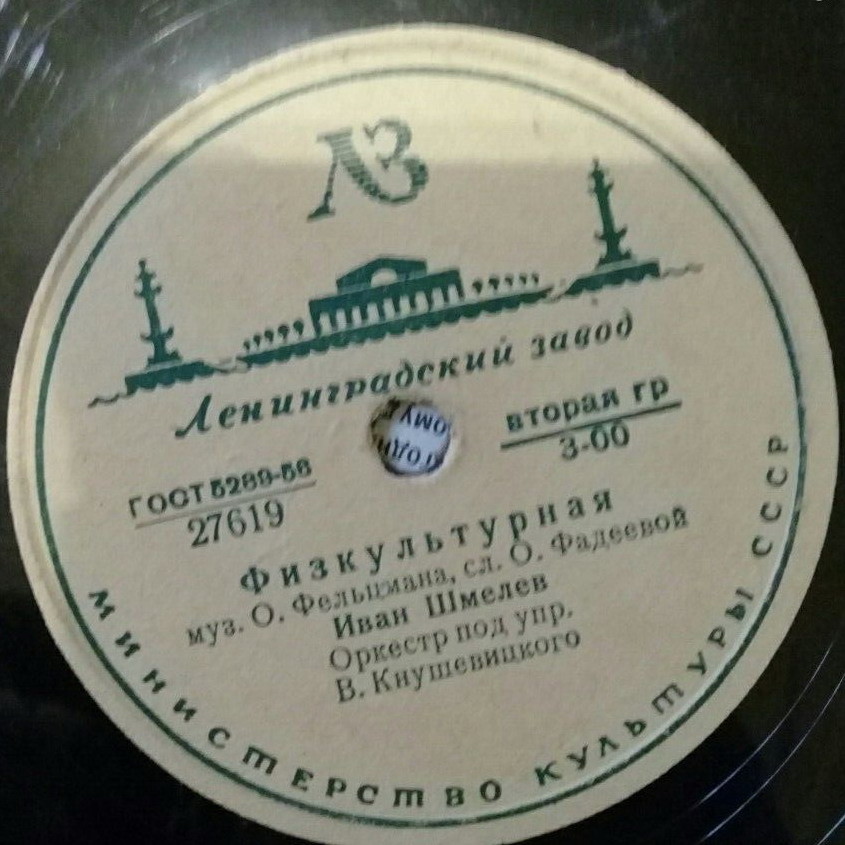 ЛЗ
Ленинградский завод
ГОСТ 5289-56
27619
вторая гр
3-00
Физкультурная
муз. О. Фельцмана, сл. О. Фадеевой
Иван Шмелев
Оркестр под упр.
В. Кнушевицкого
МИНИСТЕРСТВО КУЛЬТУРЫ СССР